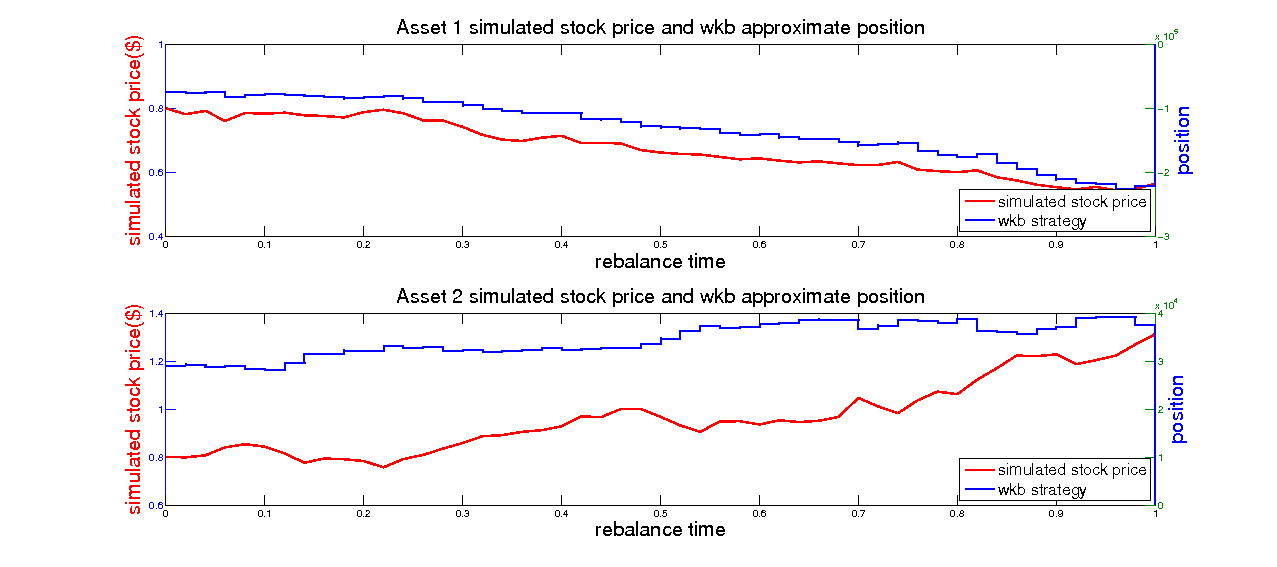 Asset 1 simulated stock price and wkb approximate position
simulated stock price($)
1
0.8
0.6
0.4
0 0.1 0.2 0.3 0.4 0.5 0.6 0.7 0.8 0.9 1
rebalance time
x 10^5
0
-1
-2
-3
position
simulated stock price
wkb strategy
Asset 2 simulated stock price and wkb approximate position
simulated stock price($)
1.4
1.2
1
0.8
0.6
0 0.1 0.2 0.3 0.4 0.5 0.6 0.7 0.8 0.9 1
rebalance time
x 10^4
4
3
2
1
0
position
simulated stock price
wkb strategy